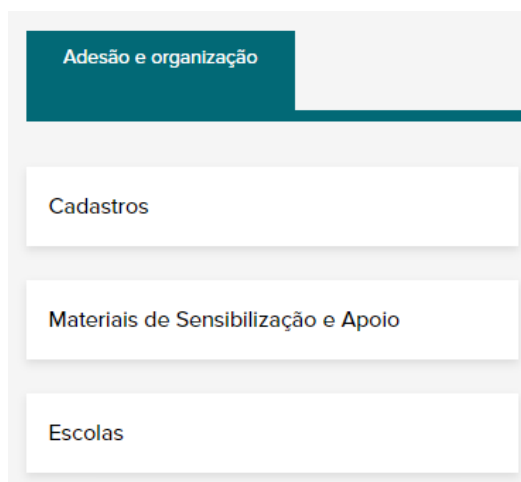 Adesão e organização
Cadastros
Materiais de Sensibilização e Apoio
Escolas